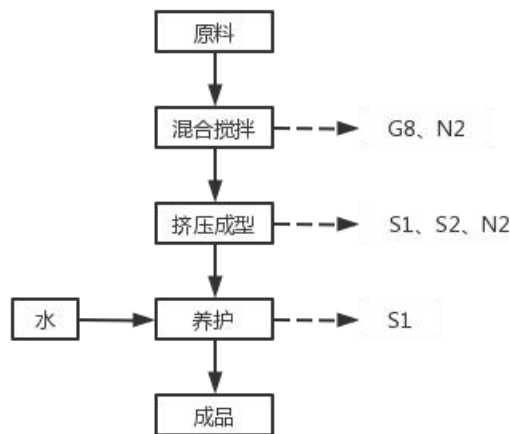 原料
混合搅拌
G8、N2
挤压成型
S1、S2、N2
水
养护
S1
成品